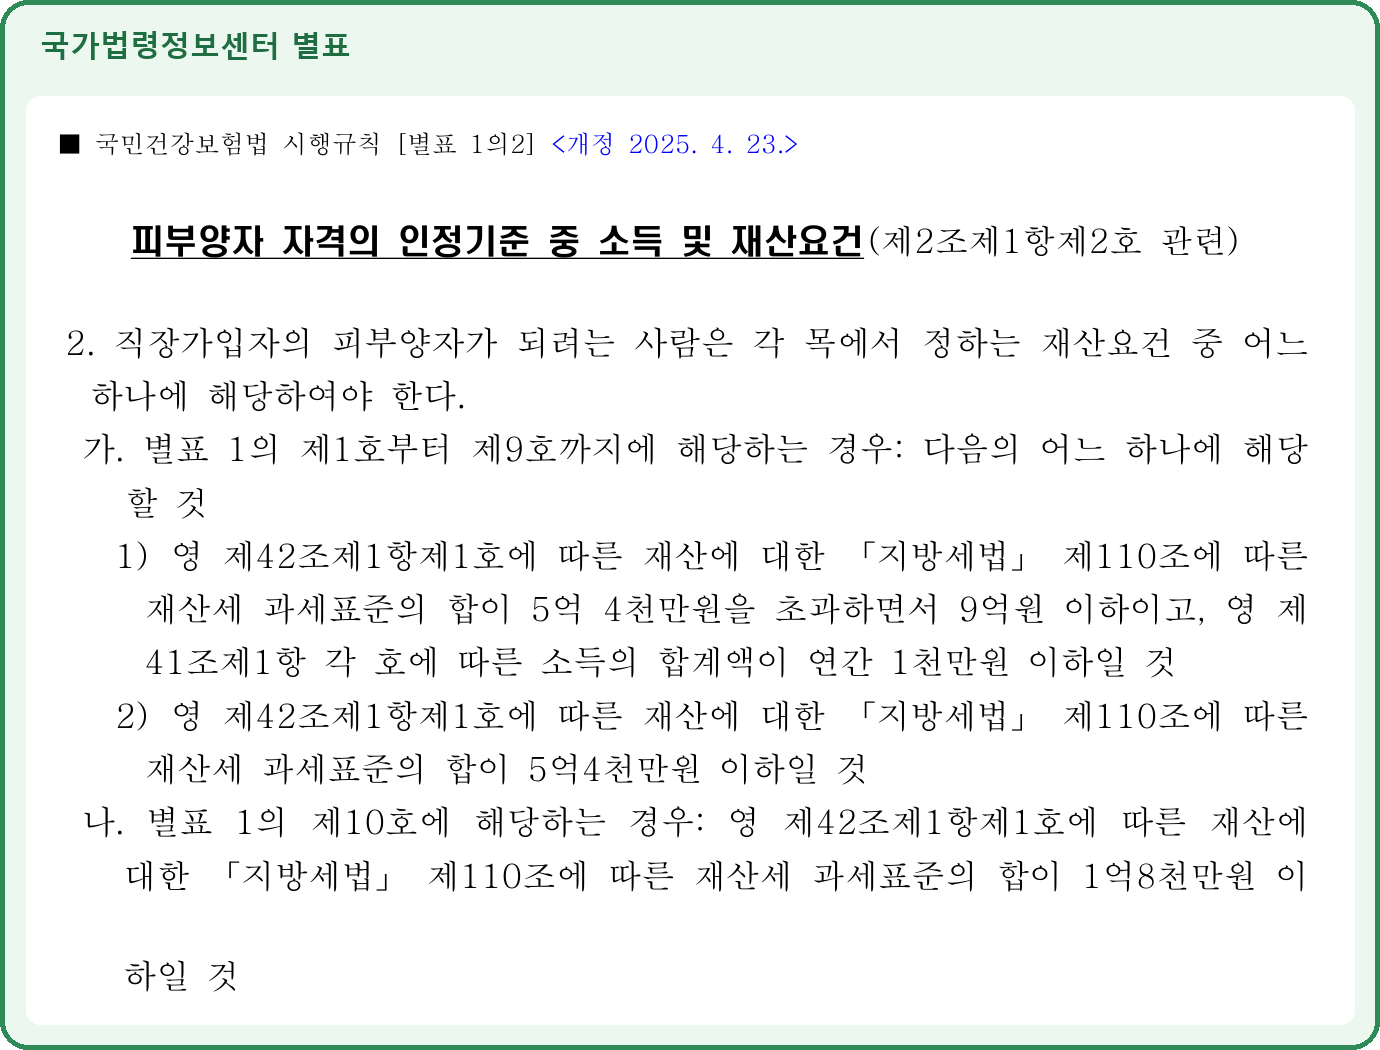 국가법령정보센터 별표
■ 국민건강보험법 시행규칙 [별표 1의2] <개정 2025. 4. 23.>
피부양자 자격의 인정기준 중 소득 및 재산요건(제2조제1항제2호 관련)
2. 직장가입자의 피부양자가 되려는 사람은 각 목에서 정하는 재산요건 중 어느
하나에 해당하여야 한다.
가. 별표 1의 제1호부터 제9호까지에 해당하는 경우: 다음의 어느 하나에 해당
할 것
1) 영 제42조제1항제1호에 따른 재산에 대한 「지방세법」 제110조에 따른
재산세 과세표준의 합이 5억 4천만원을 초과하면서 9억원 이하이고, 영 제
41조제1항 각 호에 따른 소득의 합계액이 연간 1천만원 이하일 것
2) 영 제42조제1항제1호에 따른 재산에 대한 「지방세법」 제110조에 따른
재산세 과세표준의 합이 5억4천만원 이하일 것
나. 별표 1의 제10호에 해당하는 경우: 영 제42조제1항제1호에 따른 재산에
대한 「지방세법」 제110조에 따른 재산세 과세표준의 합이 1억8천만원 이
하일 것